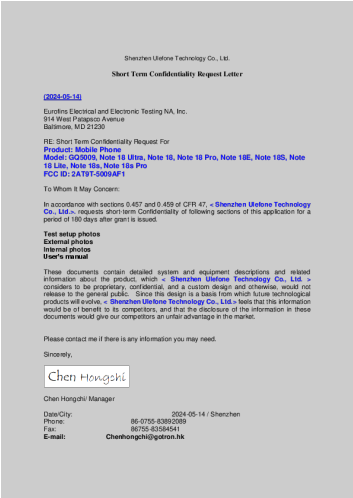 Shenzhen Ulefone Technology Co., Ltd.
Short Term Confidentiality Request Letter
(2024-05-14)
Eurofins Electrical and Electronic Testing NA, Inc.
914 West Patapsco Avenue
Baltimore, MD 21230
RE: Short Term Confidentiality Request For
Product: Mobile Phone
Model: GQ5009, Note 18 Ultra, Note 18, Note 18 Pro, Note 18E, Note 18S, Note
18 Lite, Note 18s, Note 18s Pro
FCC ID: 2AT9T-5009AF1
To Whom It May Concern:
In accordance with sections 0.457 and 0.459 of CFR 47, < Shenzhen Ulefone Technology
Co., Ltd.>. requests short-term Confidentiality of following sections of this application for a
period of 180 days after grant is issued.
Test setup photos
External photos
Internal photos
User's manual
These documents contain detailed system and equipment descriptions and related
information about the product, which < Shenzhen Ulefone Technology Co., Ltd. >
considers to be proprietary, confidential, and a custom design and otherwise, would not
release to the general public. Since this design is a basis from which future technological
products will evolve, < Shenzhen Ulefone Technology Co., Ltd.> feels that this information
would be of benefit to its competitors, and that the disclosure of the information in these
documents would give our competitors an unfair advantage in the market.
Please contact me if there is any information you may need.
Sincerely,
Chen Hongchi
Chen Hongchi/ Manager
Date/City: 2024-05-14 / Shenzhen
Phone: 86-0755-83892089
Fax: 86755-83584541
E-mail: Chenhongchi@gotron.hk